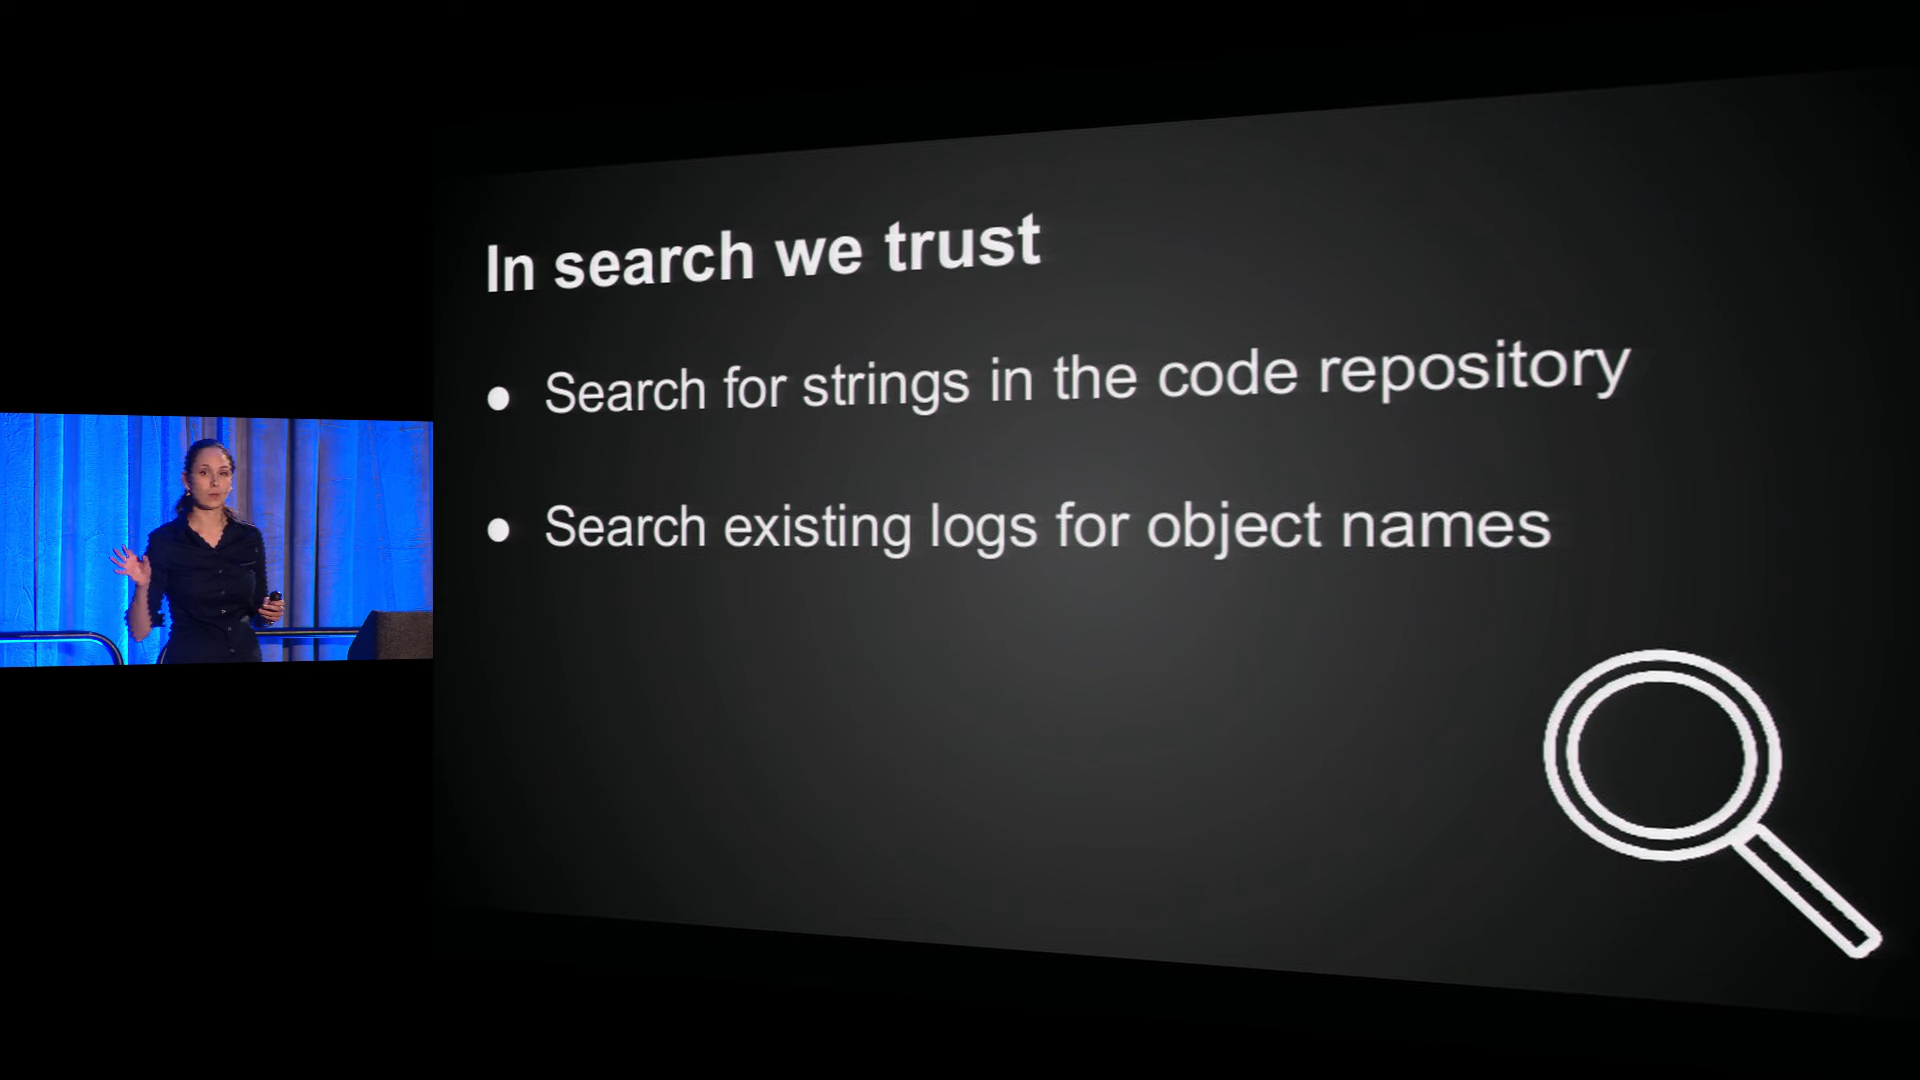 In search we trust
● Search for strings in the code repository
● Search existing logs for object names